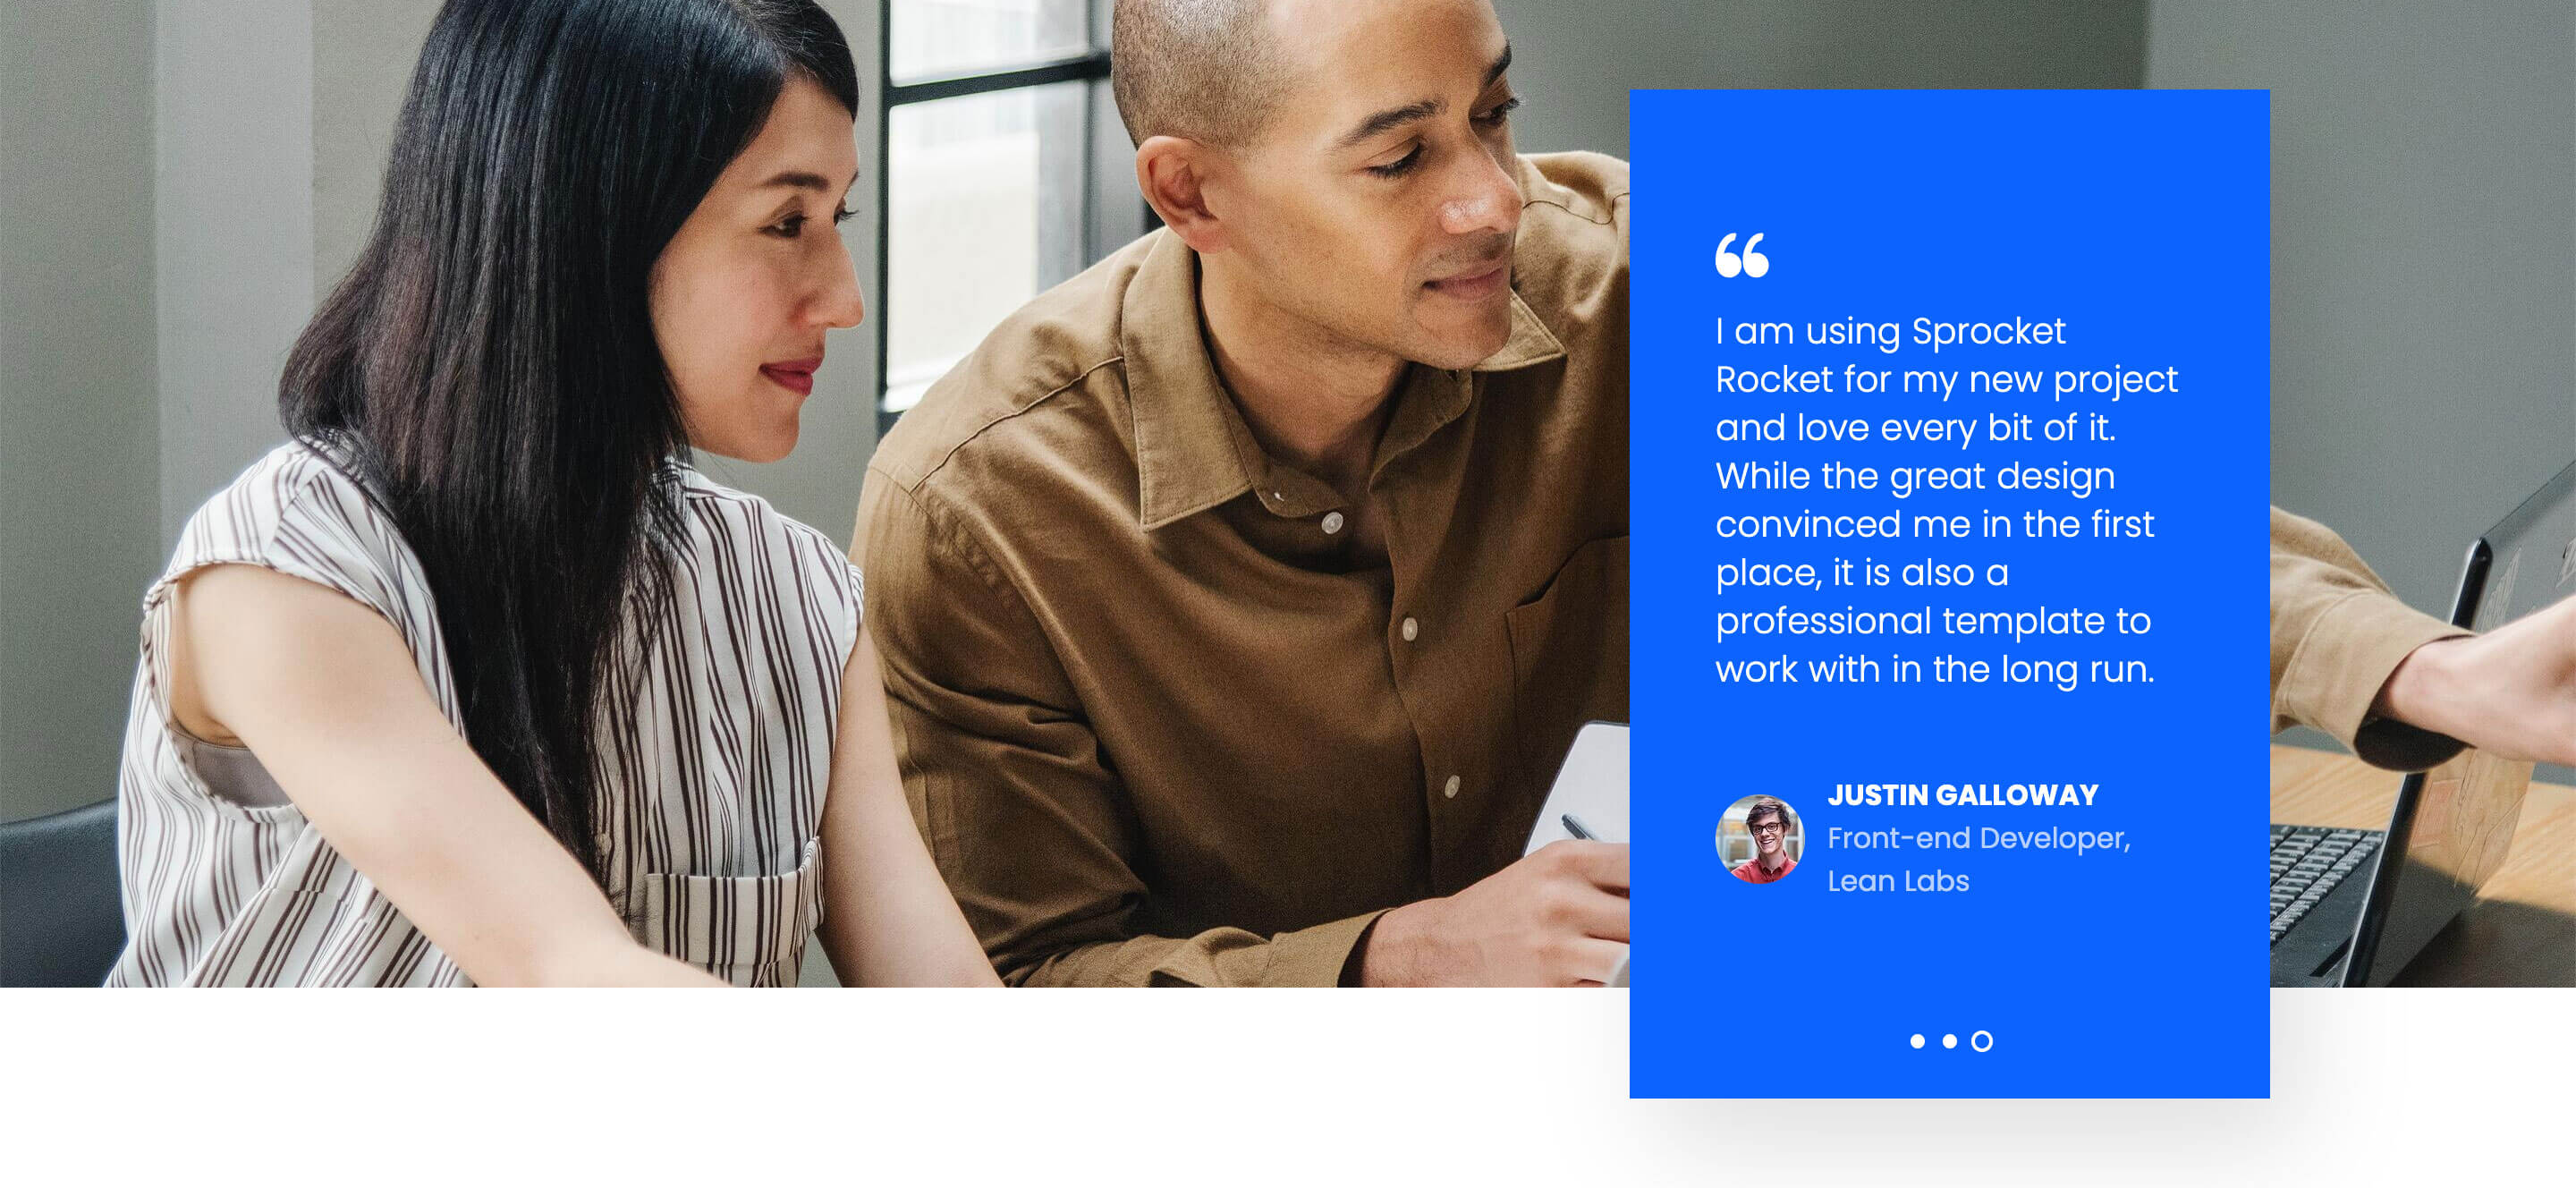 “
I am using Sprocket
Rocket for my new project
and love every bit of it.
While the great design
convinced me in the first
place, it is also a
professional template to
work with in the long run.
JUSTIN GALLOWAY
Front-end Developer,
Lean Labs